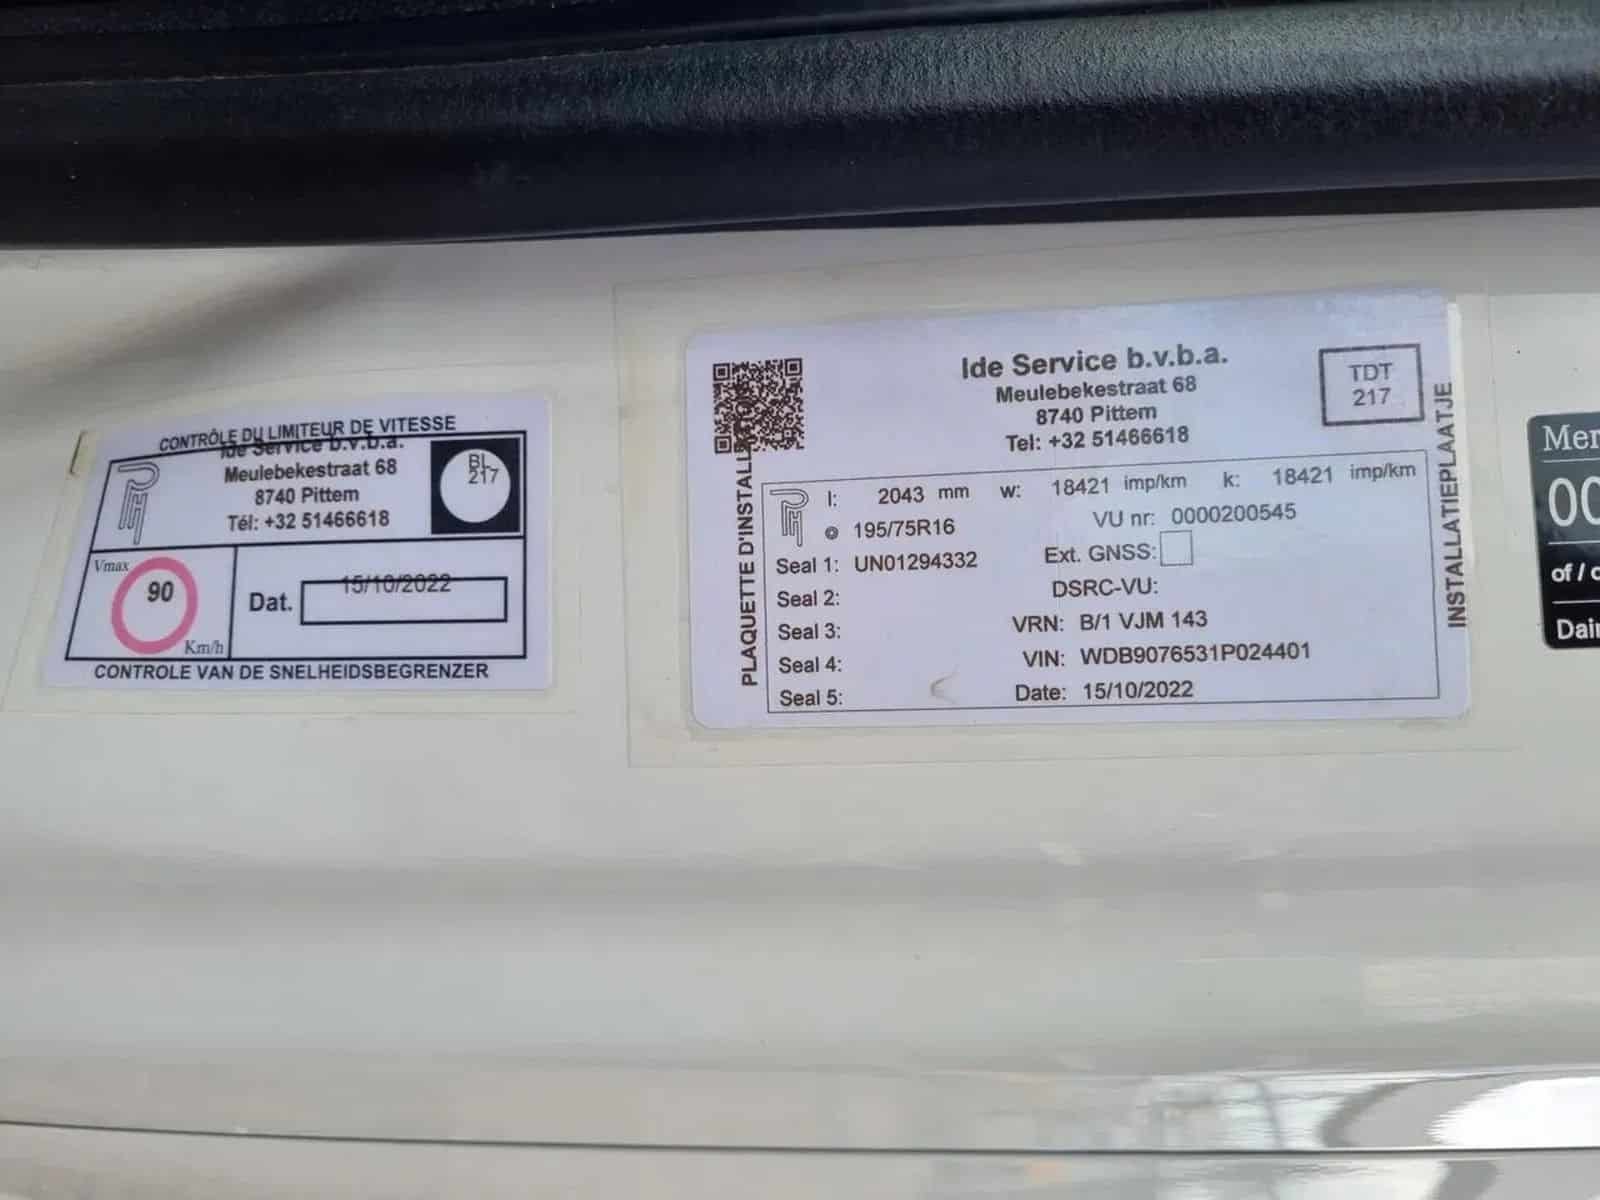 CONTRÔLE DU LIMITEUR DE VITESSE
Ide Service b.v.b.a.
Meulebekestraat 68
8740 Pittem
Tél: +32 51466618
BL
217
Vmax
90
Km/h
Dat. 15/10/2022
CONTROLE VAN DE SNELHEIDSBEGRENZER
PLAQUETTE D'INSTALL
Ide Service b.v.b.a.
Meulebekestraat 68
8740 Pittem
Tel: +32 51466618
TDT
217
l: 2043 mm w: 18421 imp/km k: 18421 imp/km
195/75R16 VU nr: 0000200545
Seal 1: UN01294332 Ext. GNSS:
Seal 2: DSRC-VU:
Seal 3: VRN: B/1 VJM 143
Seal 4: VIN: WDB9076531P024401
Seal 5: Date: 15/10/2022
INSTALLATIEPLAATJE
Mer
00
of / 
Dai